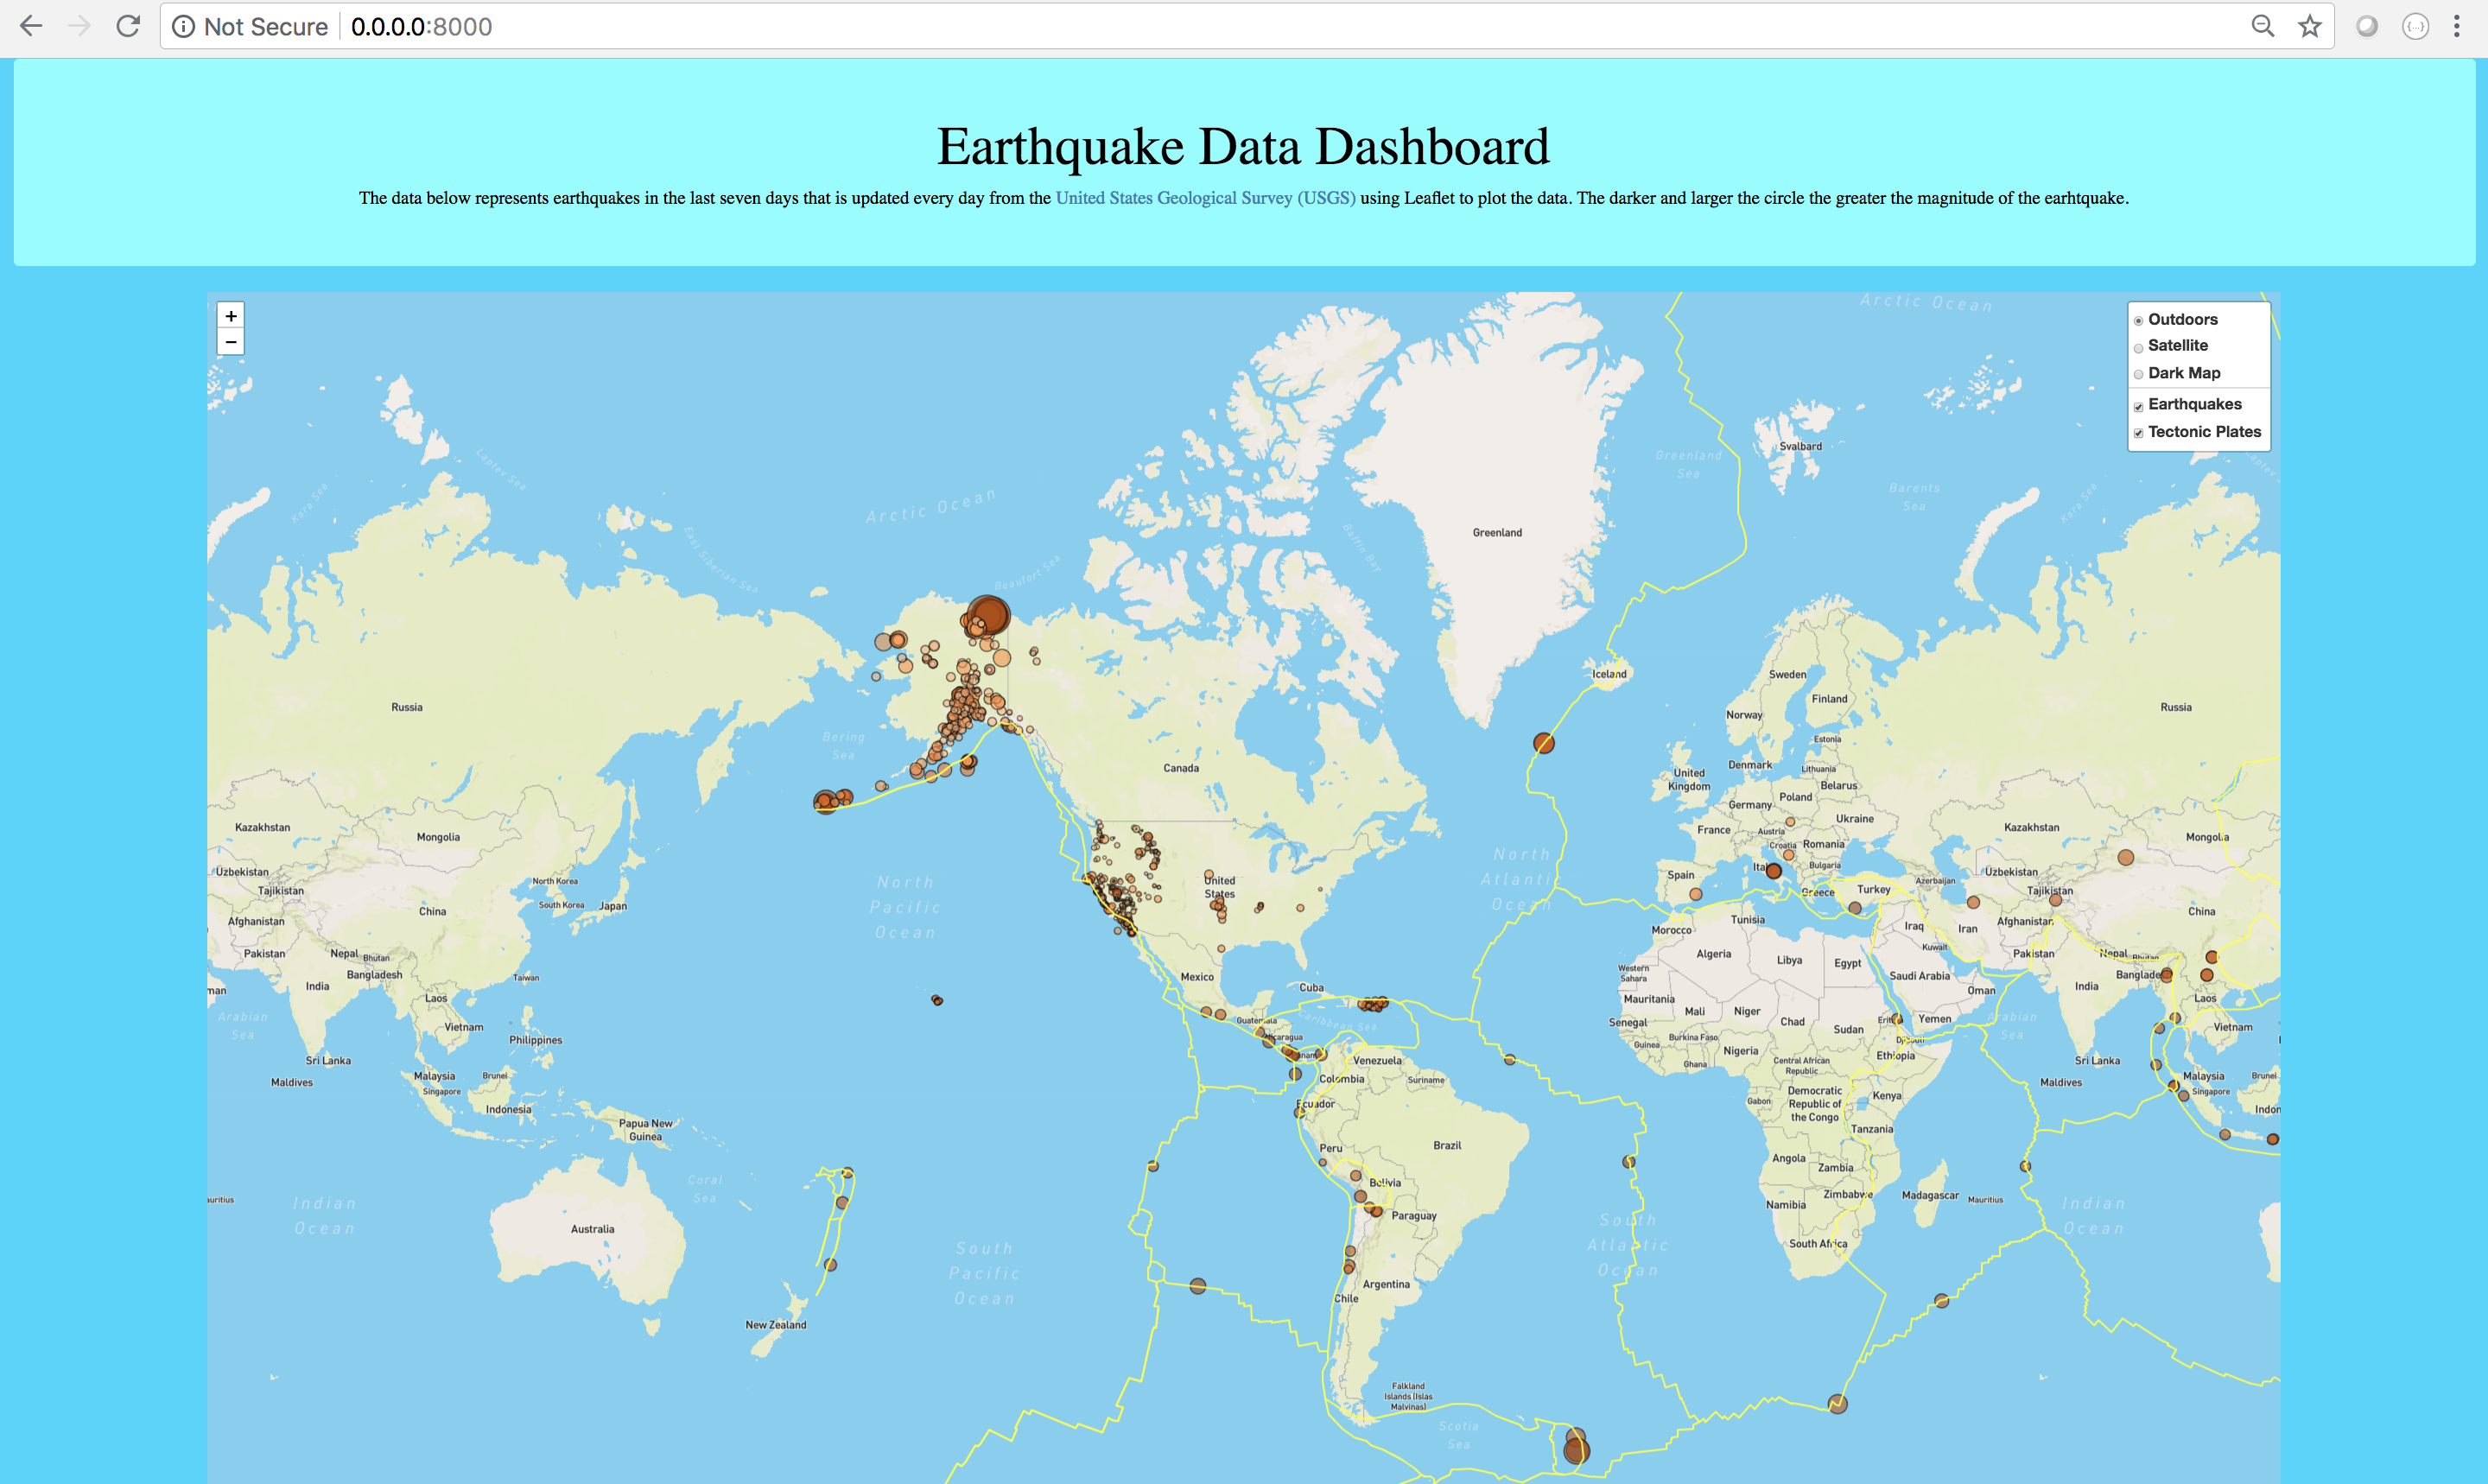 Not Secure
0.0.0.0:8000
Earthquake Data Dashboard
The data below represents earthquakes in the last seven days that is updated every day from the United States Geological Survey (USGS) using Leaflet to plot the data. The darker and larger the circle the greater the magnitude of the earhtquake.
+
−
Outdoors
Satellite
Dark Map
Earthquakes
Tectonic Plates
Arctic Ocean
Laptev Sea
Kara Sea
East Siberian Sea
Arctic Ocean
Beaufort Sea
Baffin Bay
Greenland
Greenland
Sea
Svalbard
Barents
Sea
Kara Sea
Russia
Bering
Sea
Canada
Iceland
Sweden
Finland
Norway
Estonia
Russia
United
Kingdom
Denmark
Lithuania
Belarus
Germany
Poland
Ukraine
France
Austria
Croatia
Romania
Bulgaria
Spain
Greece
Turkey
Azerbaijan
Kazakhstan
Mongolia
Uzbekistan
Tajikistan
Afghanistan
Pakistan
China
North Korea
South Korea
Japan
Nepal
Bhutan
Bangladesh
India
Taiwan
Laos
Vietnam
Philippines
Arabian
Sea
Sri Lanka
Maldives
Malaysia
Singapore
Brunei
Indonesia
Papua New
Guinea
Coral
Sea
Indian
Ocean
Australia
New Zealand
North
Pacific
Ocean
South
Pacific
Ocean
United
States
Mexico
Cuba
Guatemala
Caribbean Sea
Venezuela
Colombia
Suriname
Ecuador
Peru
Brazil
Bolivia
Paraguay
Argentina
Chile
Falkland
Islands (Islas
Malvinas)
Scotia
Sea
North
Atlantic
Ocean
South
Atlantic
Ocean
Morocco
Tunisia
Algeria
Libya
Egypt
Western
Sahara
Mauritania
Mali
Niger
Chad
Sudan
Senegal
Guinea
Burkina Faso
Ghana
Nigeria
Central African
Republic
Ethiopia
Gabon
Democratic
Republic of
the Congo
Kenya
Tanzania
Angola
Zambia
Zimbabwe
Namibia
South Africa
Madagascar
Mauritius
Iraq
Iran
Kuwait
Saudi Arabia
Oman
Yemen
Arabian
Sea
Kazakhstan
Uzbekistan
Tajikistan
Afghanistan
Pakistan
Mongolia
China
Nepal
India
Laos
Vietnam
Sri Lanka
Maldives
Malaysia
Singapore
Brunei
Indian
Ocean